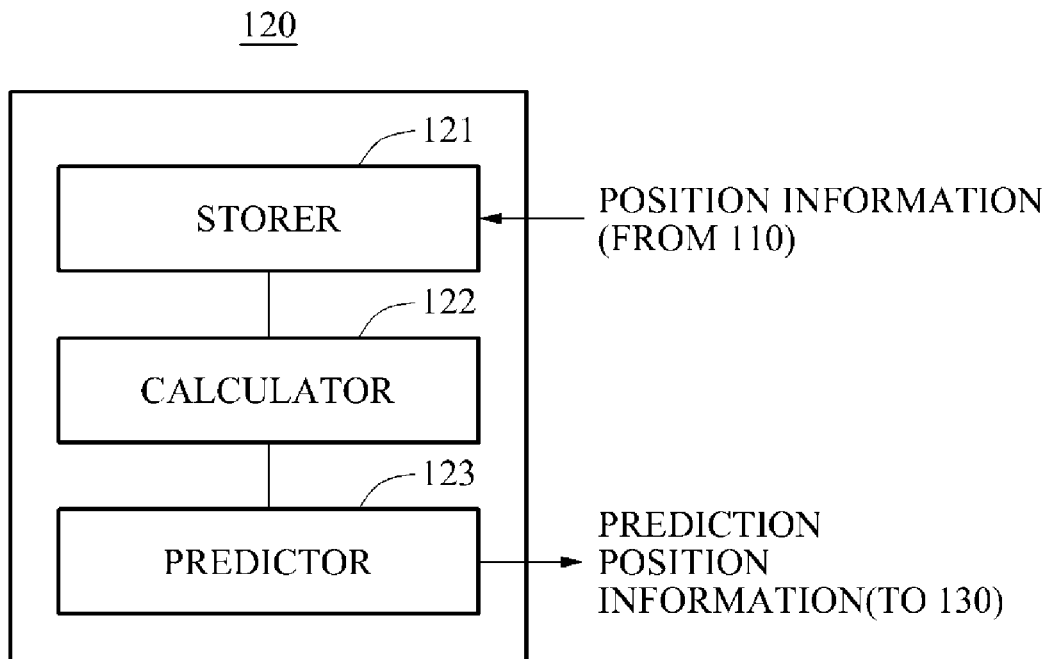 120
121
STORER
POSITION INFORMATION
(FROM 110)
122
CALCULATOR
123
PREDICTOR
PREDICTION
POSITION
INFORMATION(TO 130)